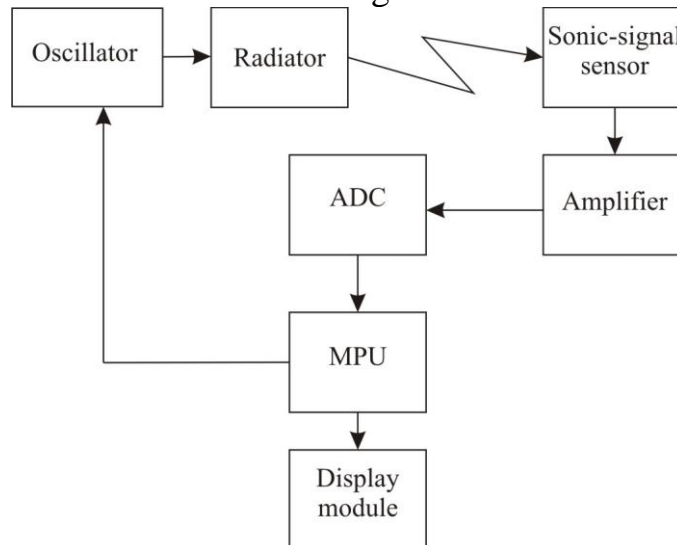 Oscillator
Radiator
Sonic-signal
sensor
ADC
Amplifier
MPU
Display
module